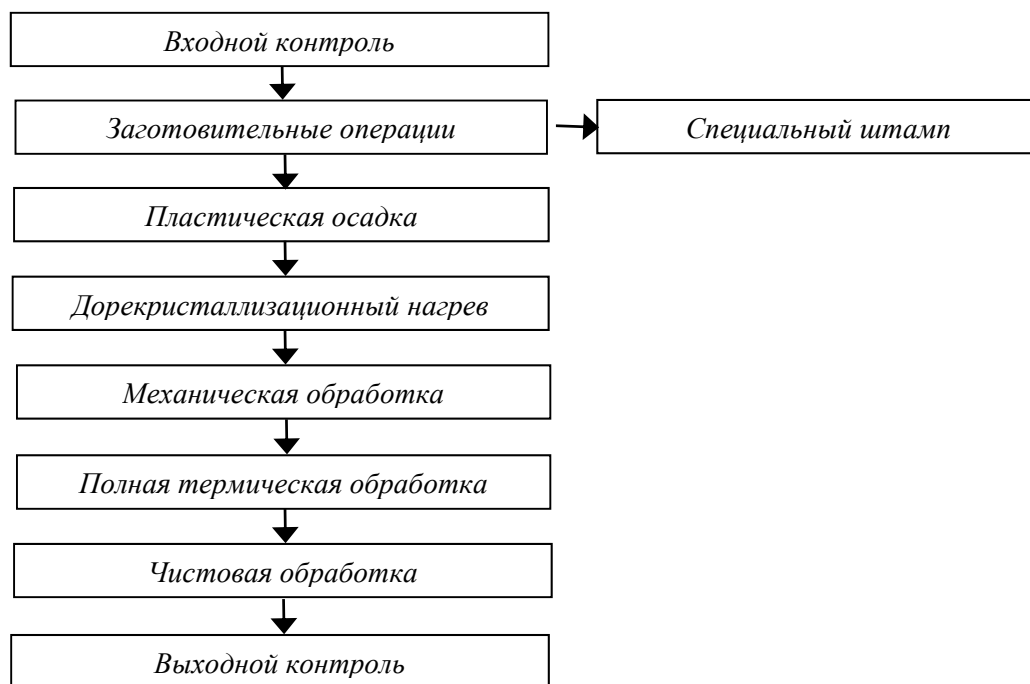 Входной контроль
Заготовительные операции
Специальный штамп
Пластическая осадка
Дорекристаллизационный нагрев
Механическая обработка
Полная термическая обработка
Чистовая обработка
Выходной контроль